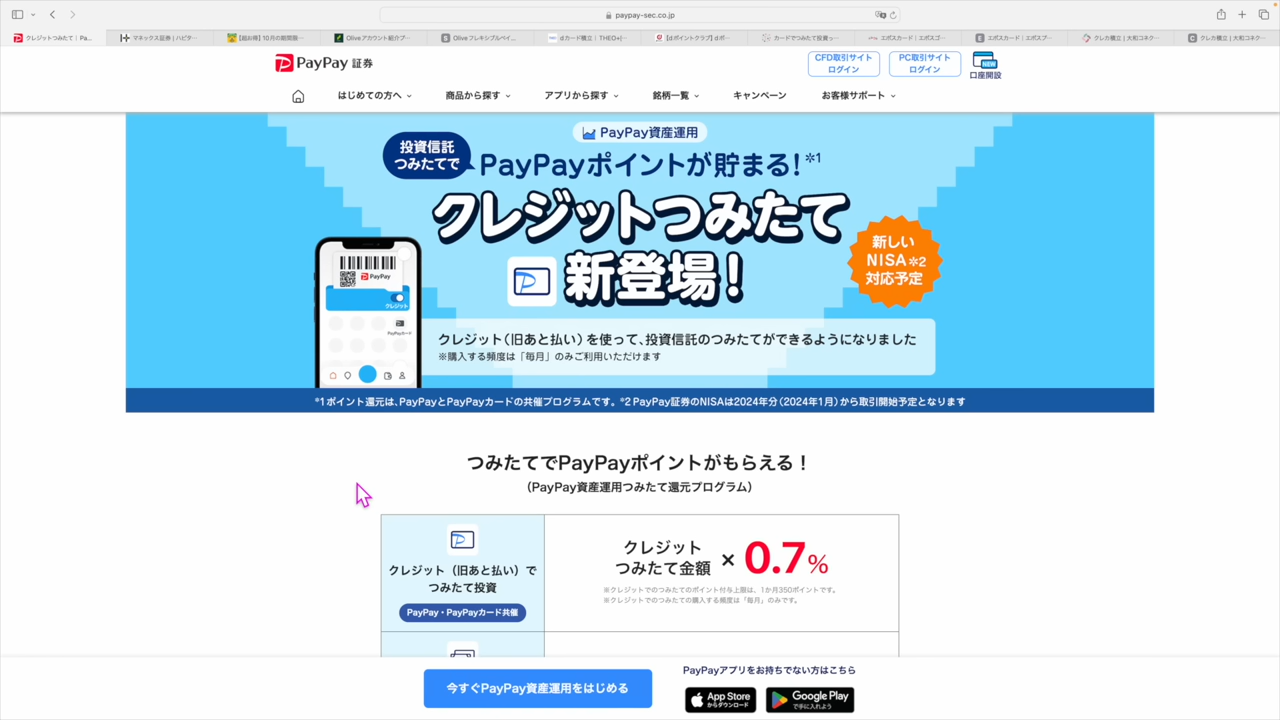 paypay-sec.co.jp
クレジットつみたて | Pa...
マネックス証券 | ハピタ...
【超お得】10月の期間限...
Oliveアカウント紹介プ...
Olive フレキシブルペイ...
dカード積立 | THEO+[...
【dポイントクラブ】dポ...
カードでつみたて投資っ...
エポスカード | エポスゴ...
エポスカード | エポスプ...
クレカ積立 | 大和コネク...
クレカ積立 | 大和コネク...
PayPay 証券
CFD取引サイト
ログイン
PC取引サイト
ログイン
NEW
口座開設
はじめての方へ
商品から探す
アプリから探す
銘柄一覧
キャンペーン
お客様サポート
PayPay資産運用
投資信託
つみたてで
PayPayポイントが貯まる!※1
クレジットつみたて
新登場!
新しい
NISA※2
対応予定
PayPay
クレジット
PayPayカード
クレジット(旧あと払い)を使って、投資信託のつみたてができるようになりました
※購入する頻度は「毎月」のみご利用いただけます
*1 ポイント還元は、PayPayとPayPayカードの共催プログラムです。*2 PayPay証券のNISAは2024年分(2024年1月)から取引開始予定となります
つみたてでPayPayポイントがもらえる!
(PayPay資産運用つみたて還元プログラム)
クレジット(旧あと払い)で
つみたて投資
PayPay・PayPayカード共催
クレジット
つみたて金額
× 0.7%
※クレジットでのつみたてのポイント付与上限は、1か月350ポイントです。
※クレジットでのつみたての購入する頻度は「毎月」のみです。
今すぐPayPay資産運用をはじめる
PayPayアプリをお持ちでない方はこちら
App Store
からダウンロード
Google Play
で手に入れよう